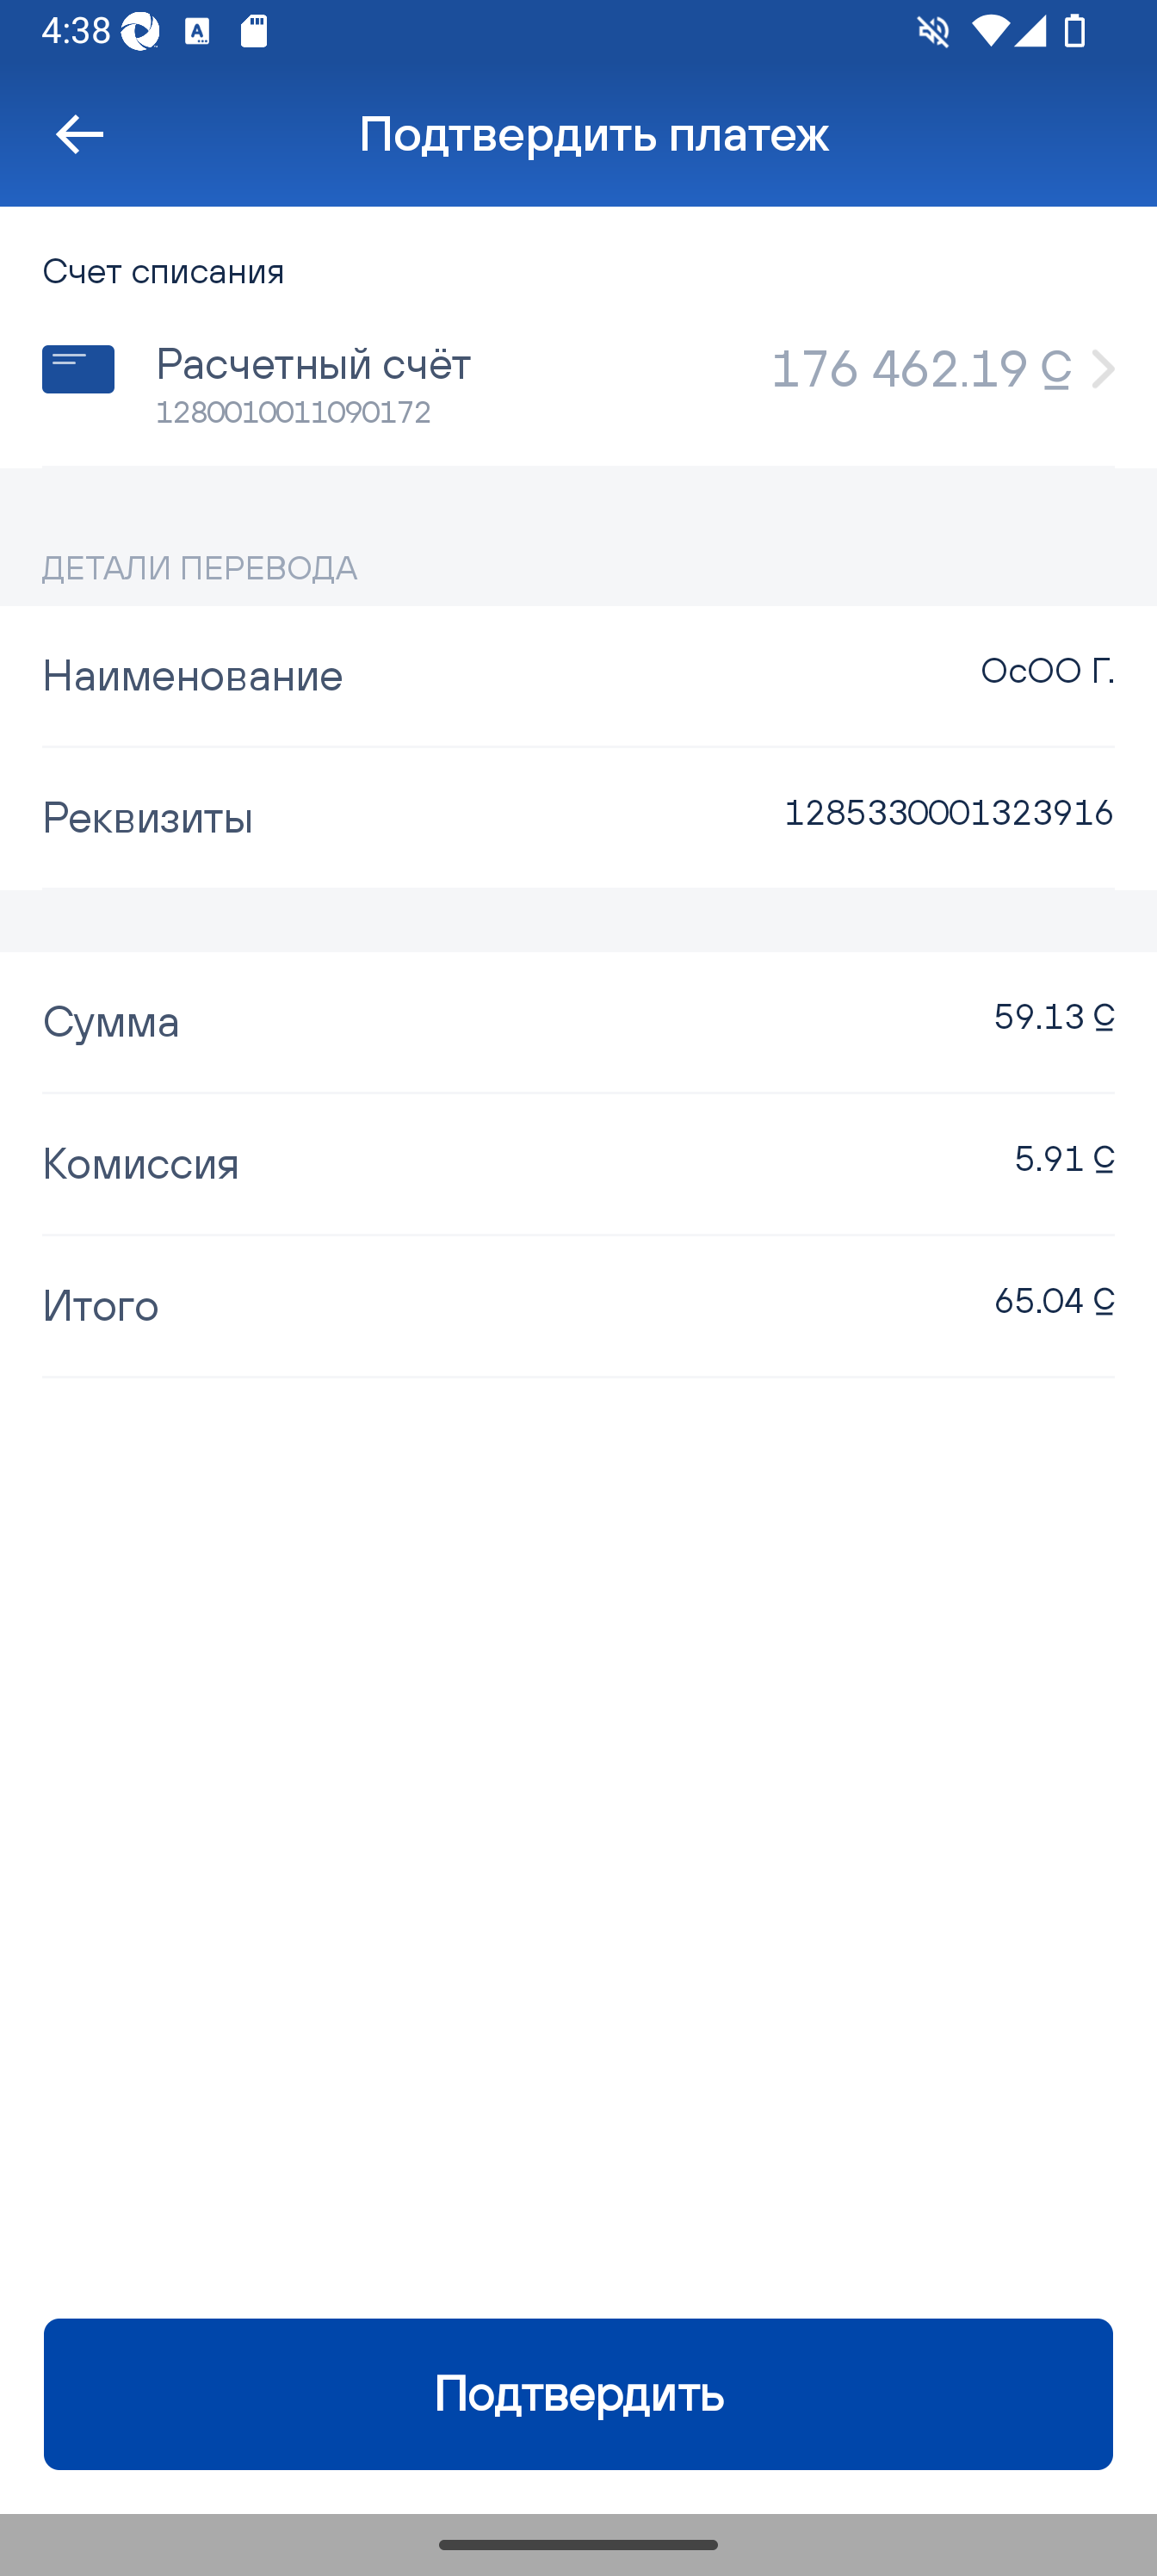 4:38
Подтвердить платеж
Счет списания
Расчетный счёт
176 462.19 с
1280010011090172
ДЕТАЛИ ПЕРЕВОДА
Наименование
ОсОО Г.
Реквизиты
1285330001323916
Сумма
59.13 с
Комиссия
5.91 с
Итого
65.04 с
Подтвердить